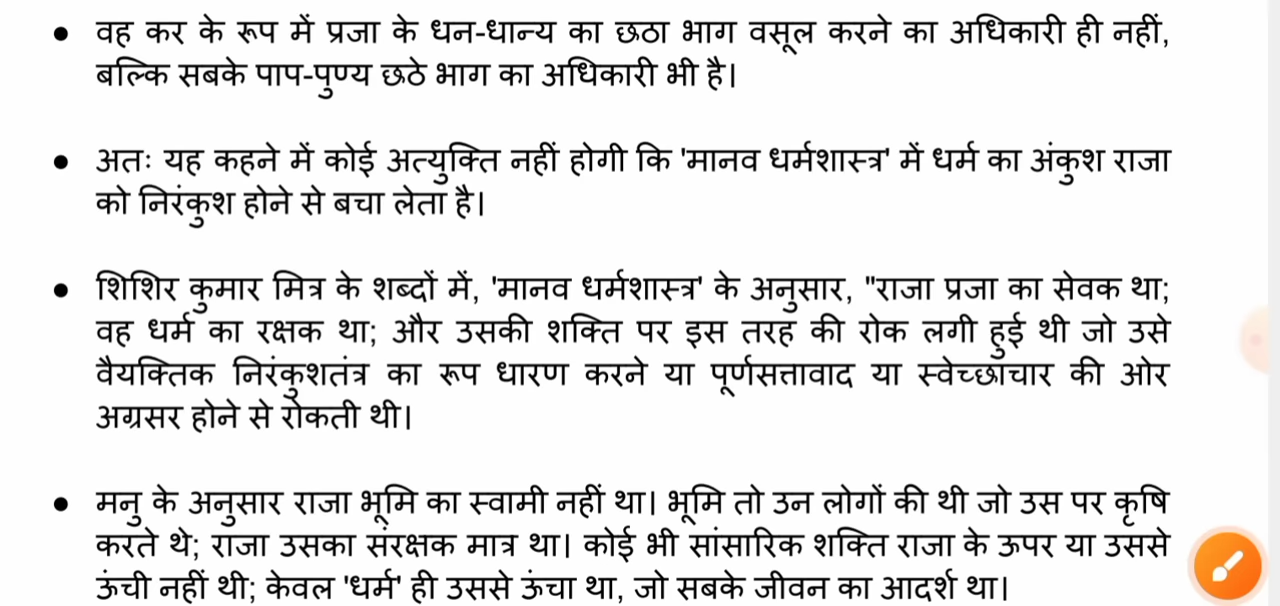 • वह कर के रूप में प्रजा के धन-धान्य का छठा भाग वसूल करने का अधिकारी ही नहीं,
बल्कि सबके पाप-पुण्य छठे भाग का अधिकारी भी है।
• अतः यह कहने में कोई अत्युक्ति नहीं होगी कि 'मानव धर्मशास्त्र' में धर्म का अंकुश राजा
को निरंकुश होने से बचा लेता है।
• शिशिर कुमार मित्र के शब्दों में, 'मानव धर्मशास्त्र' के अनुसार, "राजा प्रजा का सेवक था;
वह धर्म का रक्षक था; और उसकी शक्ति पर इस तरह की रोक लगी हुई थी जो उसे
वैयक्तिक निरंकुशतंत्र का रूप धारण करने या पूर्णसत्तावाद या स्वेच्छाचार की ओर
अग्रसर होने से रोकती थी।
• मनु के अनुसार राजा भूमि का स्वामी नहीं था। भूमि तो उन लोगों की थी जो उस पर कृषि
करते थे; राजा उसका संरक्षक मात्र था। कोई भी सांसारिक शक्ति राजा के ऊपर या उससे
ऊंची नहीं थी; केवल 'धर्म' ही उससे ऊंचा था, जो सबके जीवन का आदर्श था।